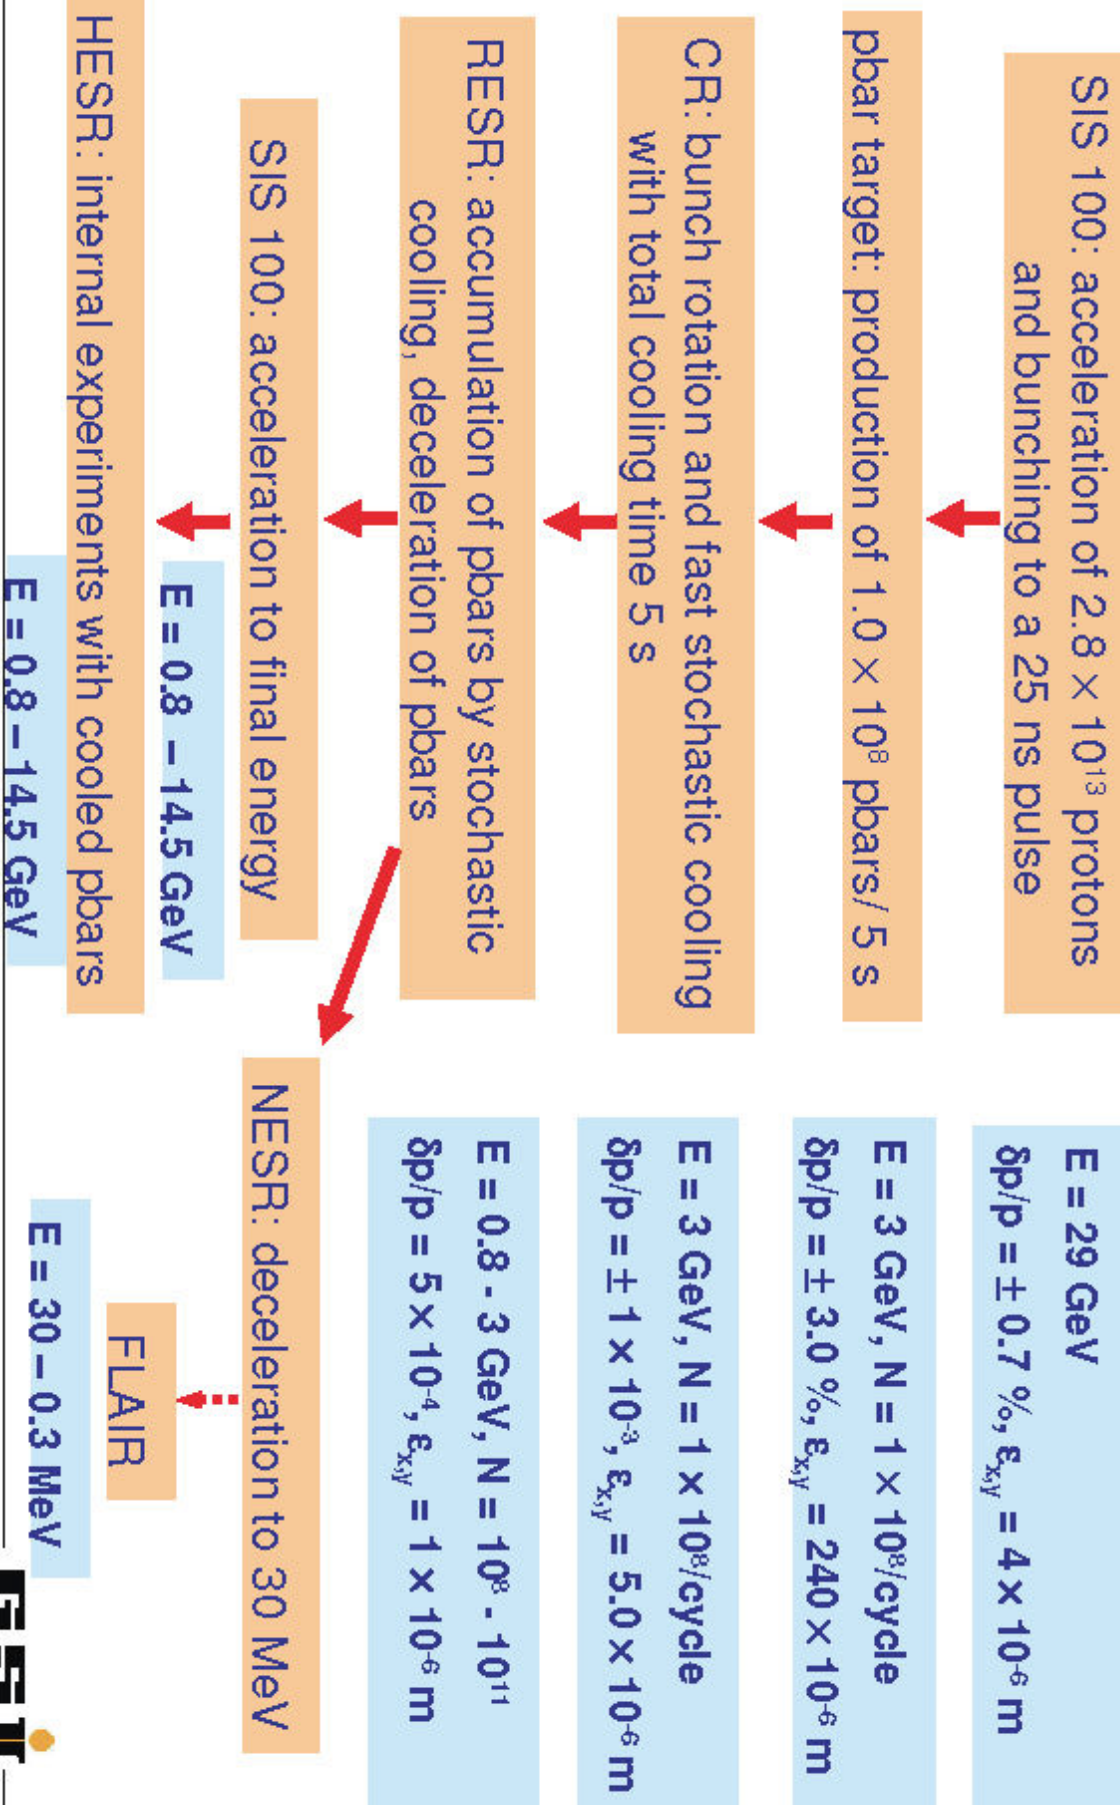 SIS 100: acceleration of 2.8 × 10¹³ protons
and bunching to a 25 ns pulse
E = 29 GeV
δp/p = ± 0.7 %, εx,y = 4 × 10⁻⁶ m
pbar target: production of 1.0 × 10⁸ pbars/ 5 s
E = 3 GeV, N = 1 × 10⁸/cycle
δp/p = ± 3.0 %, εx,y = 240 × 10⁻⁶ m
CR: bunch rotation and fast stochastic cooling
with total cooling time 5 s
E = 3 GeV, N = 1 × 10⁸/cycle
δp/p = ± 1 × 10⁻³, εx,y = 5.0 × 10⁻⁶ m
RESR: accumulation of pbars by stochastic
cooling, deceleration of pbars
E = 0.8 - 3 GeV, N = 10⁸ - 10¹¹
δp/p = 5 × 10⁻⁴, εx,y = 1 × 10⁻⁶ m
SIS 100: acceleration to final energy
E = 0.8 – 14.5 GeV
NESR: deceleration to 30 MeV
HESR: internal experiments with cooled pbars
E = 0.8 – 14.5 GeV
FLAIR
E = 30 – 0.3 MeV
GSI